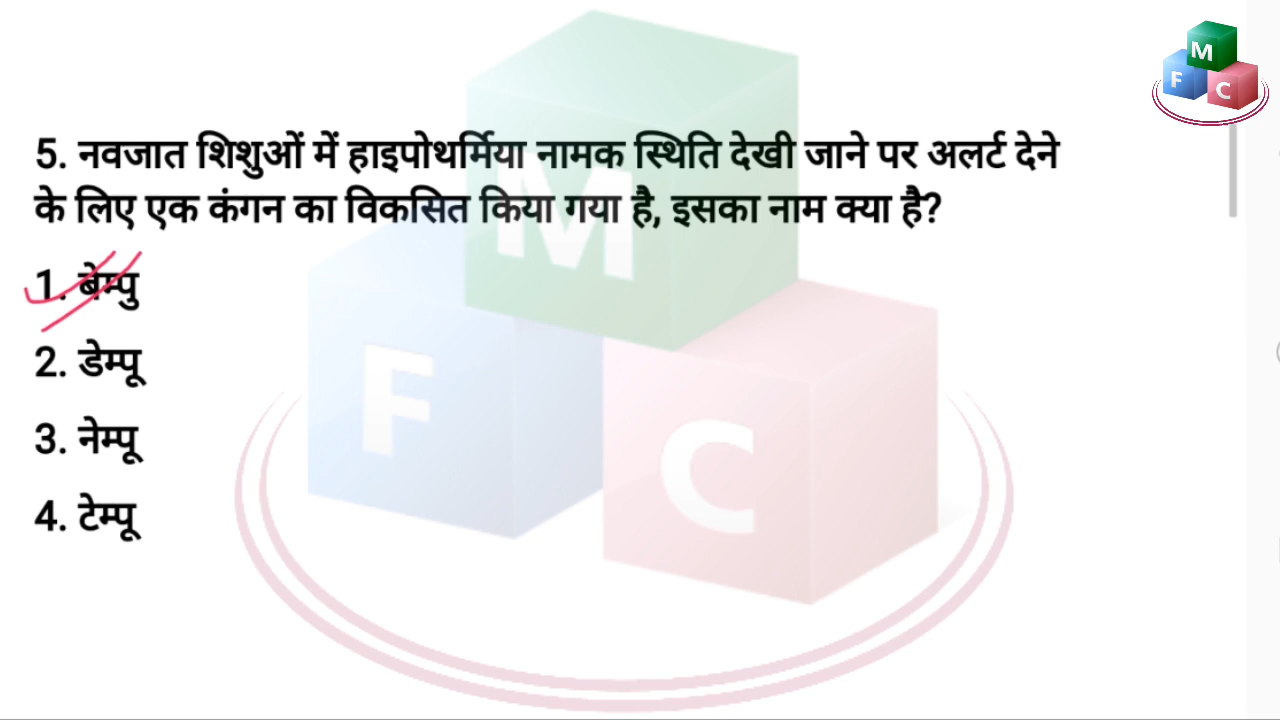 M
F C
5. नवजात शिशुओं में हाइपोथर्मिया नामक स्थिति देखी जाने पर अलर्ट देने
के लिए एक कंगन का विकसित किया गया है, इसका नाम क्या है?
1. बेम्पु
2. डेम्पू
3. नेम्पू
4. टेम्पू
M
F
C